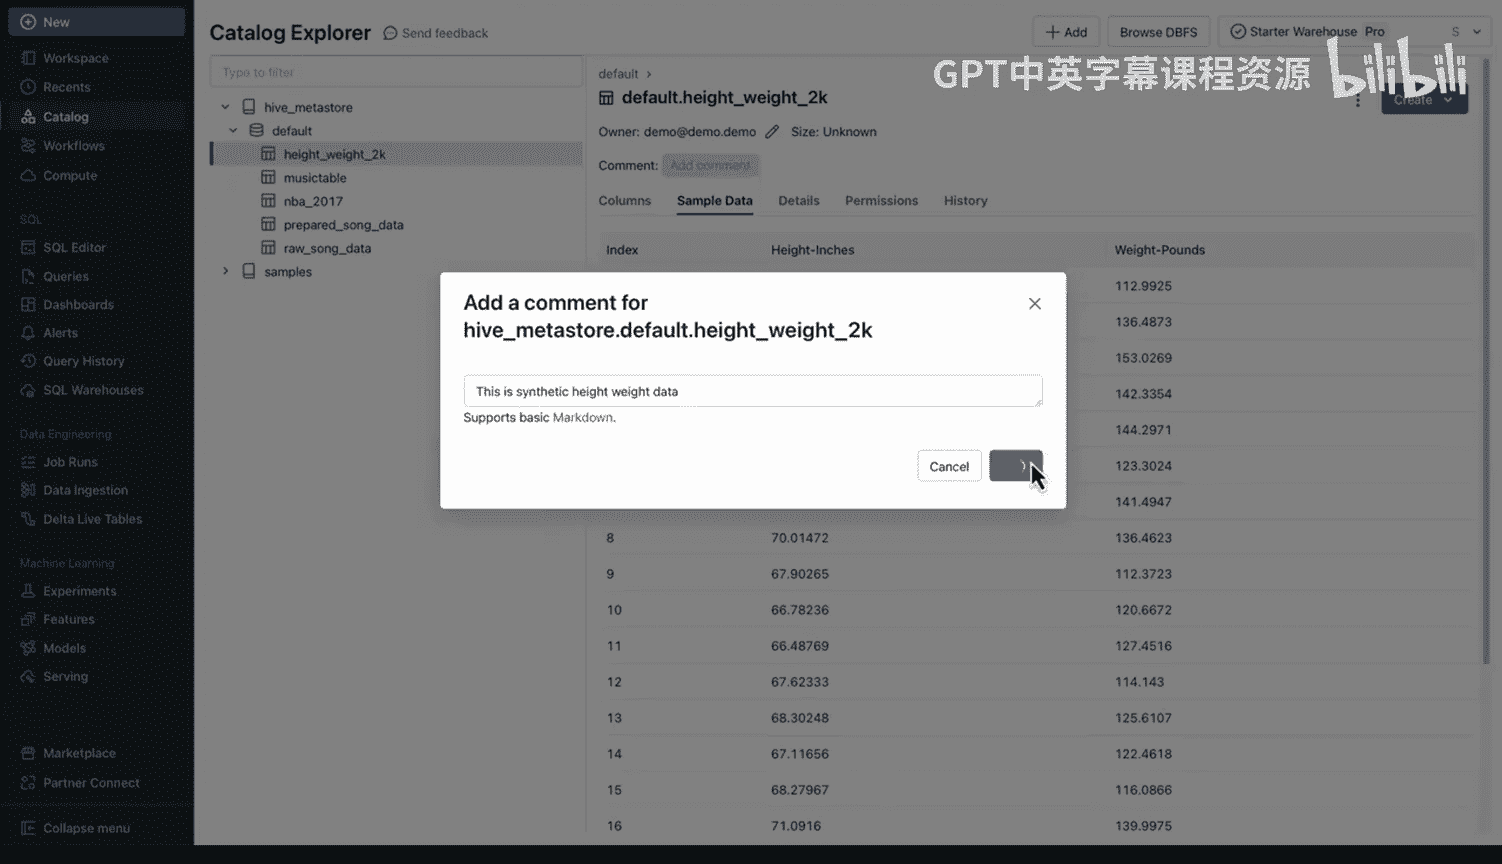 New
Workspace
Recents
Catalog
Workflows
Compute
SQL
SQL Editor
Queries
Dashboards
Alerts
Query History
SQL Warehouses
Data Engineering
Job Runs
Data Ingestion
Delta Live Tables
Machine Learning
Experiments
Features
Models
Serving
Marketplace
Partner Connect
Collapse menu
Catalog Explorer
Send feedback
Add
Browse DBFS
Starter Warehouse Pro S
GPT中英字幕课程资源
bilibili
Type to filter
hive_metastore
default
height_weight_2k
musictable
nba_2017
prepared_song_data
raw_song_data
samples
default
default.height_weight_2k
Create
Owner: demo@demo.demo Size: Unknown
Comment: Add comment
Columns Sample Data Details Permissions History
Index Height-Inches Weight-Pounds
112.9925
136.4873
153.0269
142.3354
144.2971
123.3024
141.4947
8 70.01472 136.4623
9 67.90265 112.3723
10 66.78236 120.6672
11 66.48769 127.4516
12 67.62333 114.143
13 68.30248 125.6107
14 67.11656 122.4618
15 68.27967 116.0866
16 71.0916 139.9975
Add a comment for
hive_metastore.default.height_weight_2k
This is synthetic height weight data
Supports basic Markdown.
Cancel